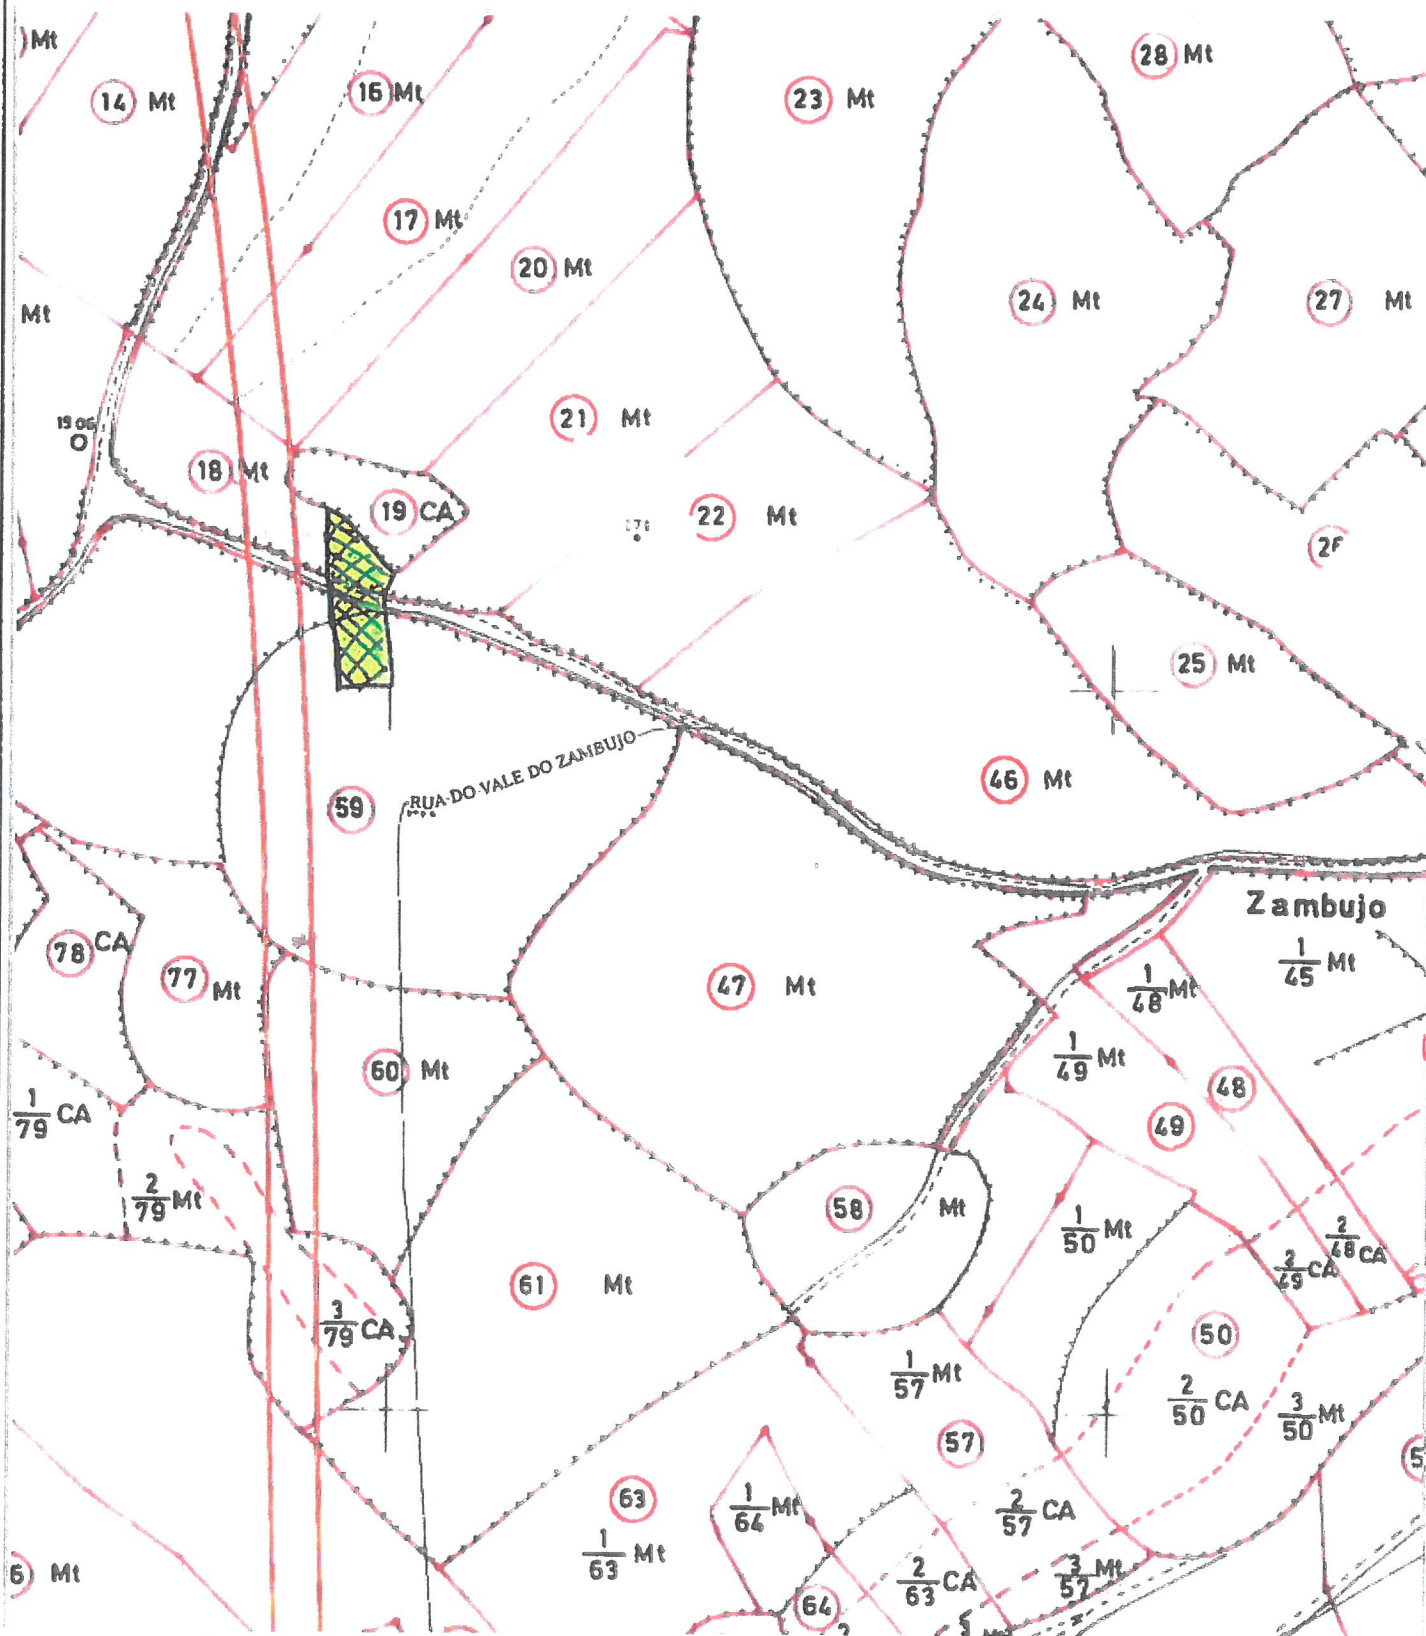 Mt
14 Mt
16 Mt
23 Mt
28 Mt
17 Mt
20 Mt
24 Mt
27 Mt
Mt
21 Mt
18 Mt
19 CA
22 Mt
25 Mt
46 Mt
RUA DO VALE DO ZAMBUJO
59
Zambujo
78 CA
77 Mt
47 Mt
1/48 Mt
1/45 Mt
60 Mt
1/49 Mt
48
1/79 CA
49
2/79 Mt
58 Mt
1/50 Mt
2/48 CA
2/49 CA
61 Mt
3/79 CA
50
1/57 Mt
2/50 CA
3/50 Mt
57
63
1/64 Mt
2/57 CA
1/63 Mt
6 Mt
2/63 CA
3/57 Mt
64